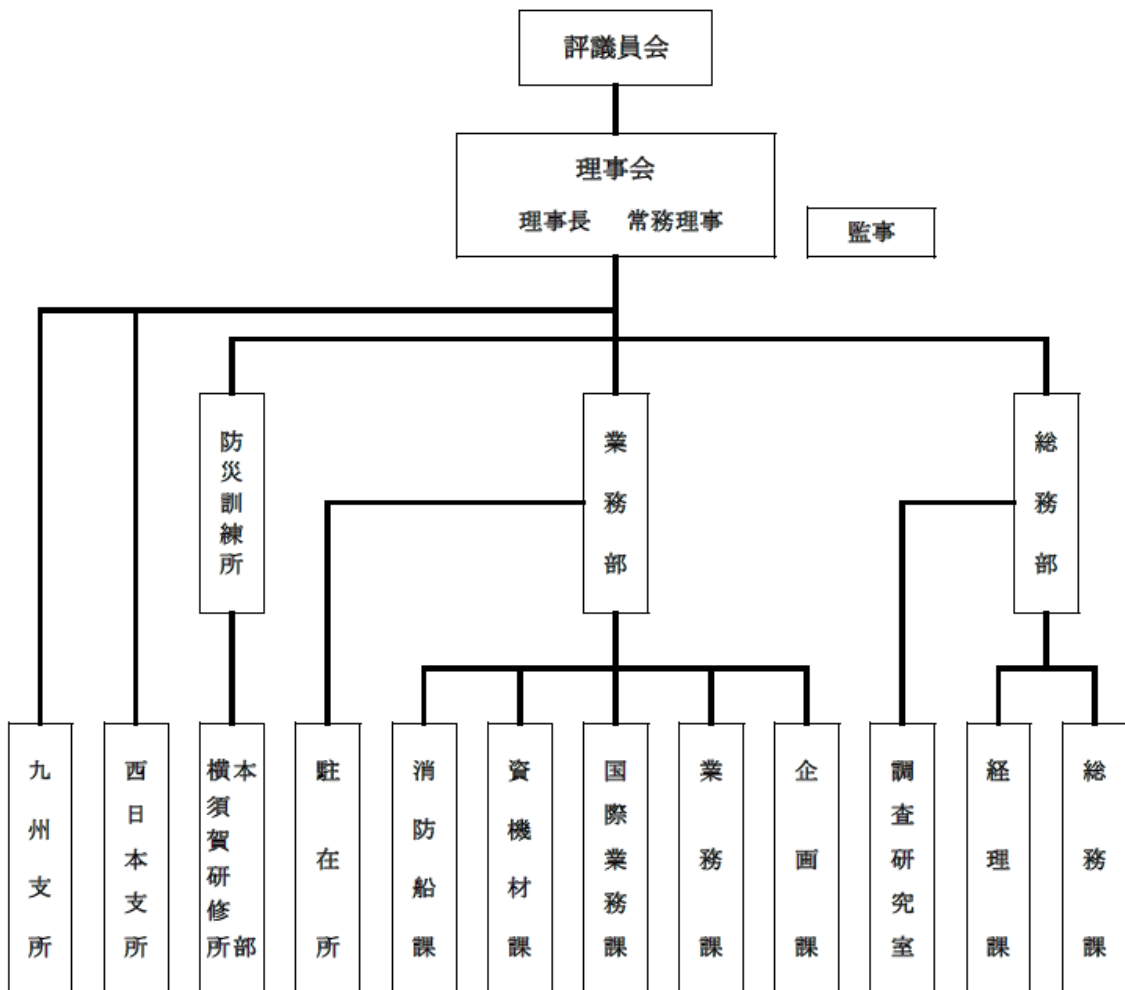 評議員会
理事会
理事長 常務理事
監事
防災訓練所
業務部
総務部
九州支所
西日本支所
本部
横須賀研修所
駐在所
消防船課
資機材課
国際業務課
業務課
企画課
調査研究室
経理課
総務課